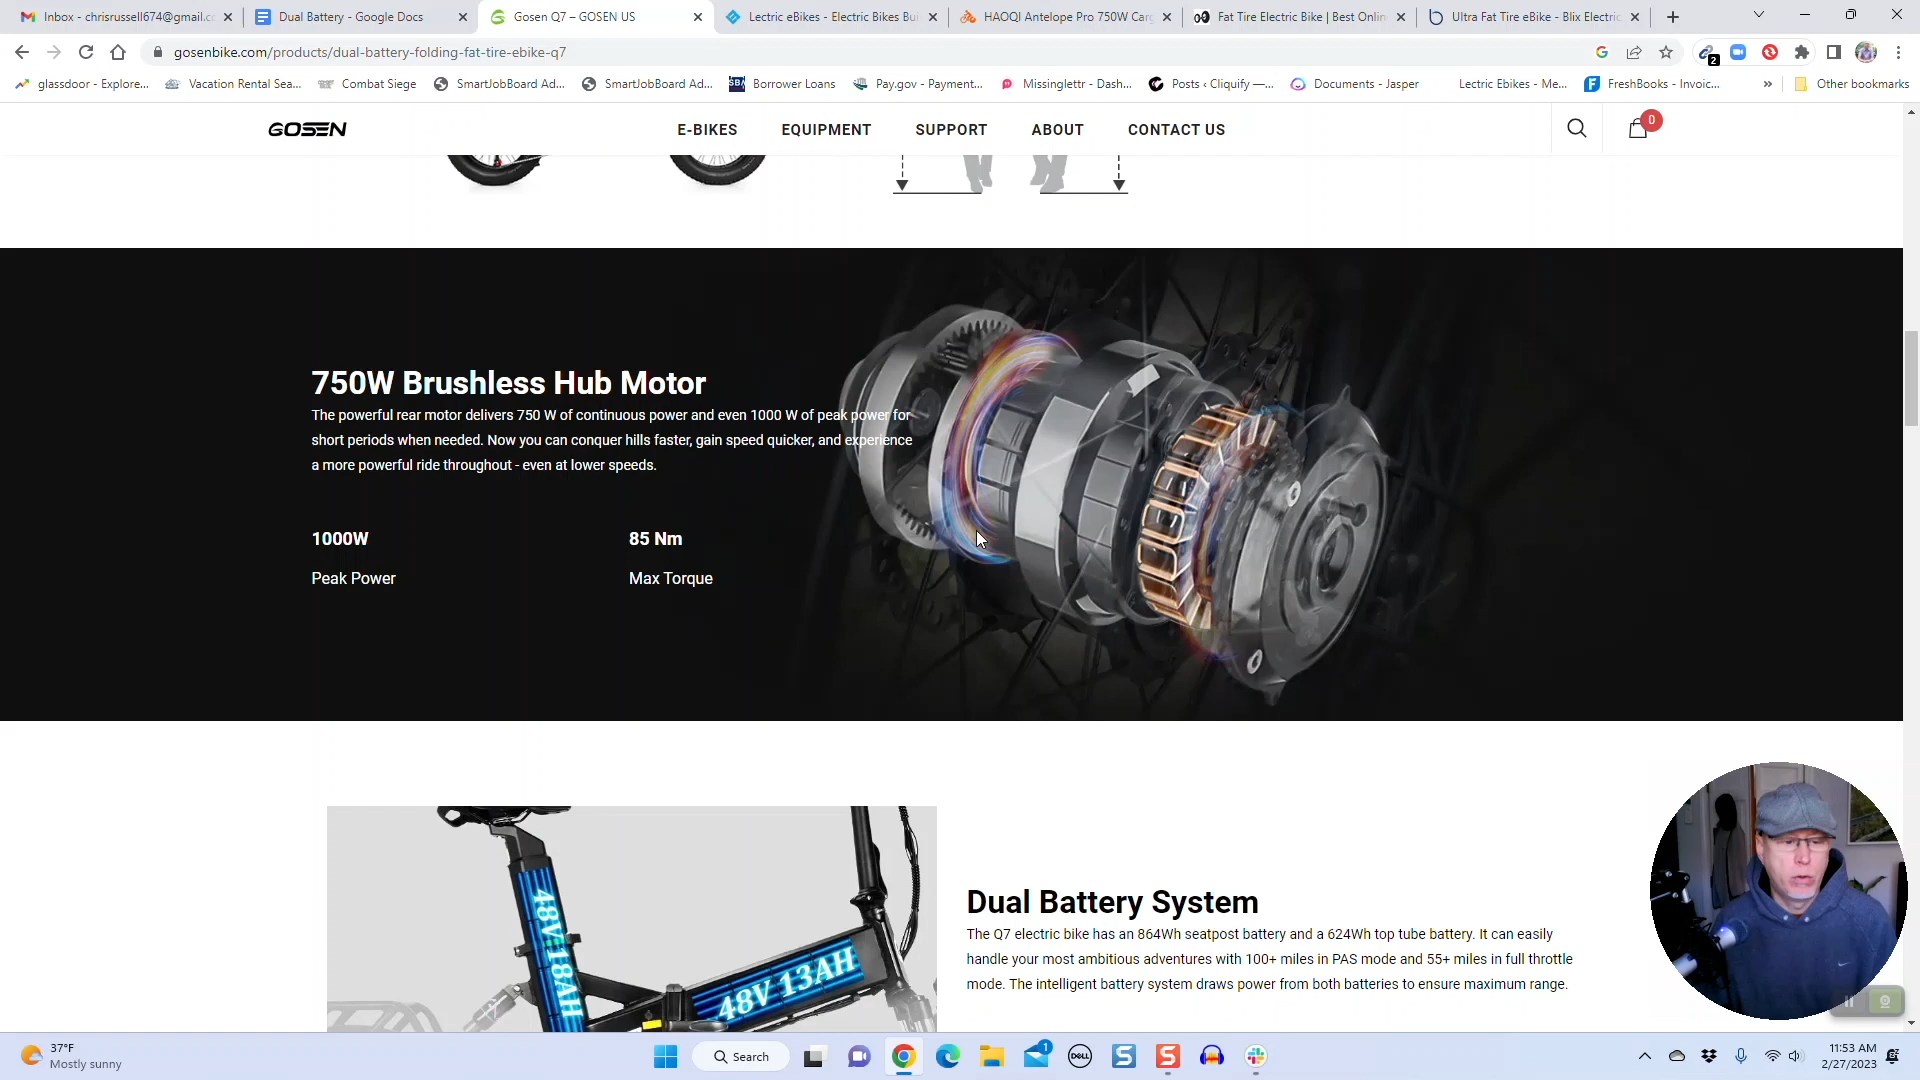 Inbox - chrisrussell674@gmail.c
Dual Battery - Google Docs
Gosen Q7 – GOSEN US
Lectric eBikes - Electric Bikes Bui
HAOQI Antelope Pro 750W Carg
Fat Tire Electric Bike | Best Onlin
Ultra Fat Tire eBike - Blix Electric
gosenbike.com/products/dual-battery-folding-fat-tire-ebike-q7
2
glassdoor - Explore...
Vacation Rental Sea...
Combat Siege
SmartJobBoard Ad...
SmartJobBoard Ad...
SBA
Borrower Loans
Pay.gov - Payment...
Missinglettr - Dash...
Posts ‹ Cliquify —...
Documents - Jasper
Lectric Ebikes - Me...
FreshBooks - Invoic...
»
Other bookmarks
GOSEN
E-BIKES
EQUIPMENT
SUPPORT
ABOUT
CONTACT US
0
750W Brushless Hub Motor
The powerful rear motor delivers 750 W of continuous power and even 1000 W of peak power for
short periods when needed. Now you can conquer hills faster, gain speed quicker, and experience
a more powerful ride throughout - even at lower speeds.
1000W
85 Nm
Peak Power
Max Torque
48V 18AH
48V 13AH
Dual Battery System
The Q7 electric bike has an 864Wh seatpost battery and a 624Wh top tube battery. It can easily
handle your most ambitious adventures with 100+ miles in PAS mode and 55+ miles in full throttle
mode. The intelligent battery system draws power from both batteries to ensure maximum range.
37°F
Mostly sunny
Search
1
DELL
S
S
11:53 AM
2/27/2023